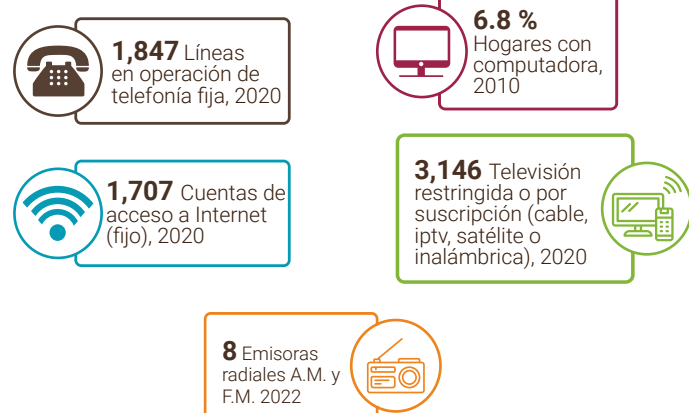 1,847 Líneas
en operación de
telefonía fija, 2020
6.8 %
Hogares con
computadora,
2010
1,707 Cuentas de
acceso a Internet
(fijo), 2020
3,146 Televisión
restringida o por
suscripción (cable,
iptv, satélite o
inalámbrica), 2020
8 Emisoras
radiales A.M. y
F.M. 2022